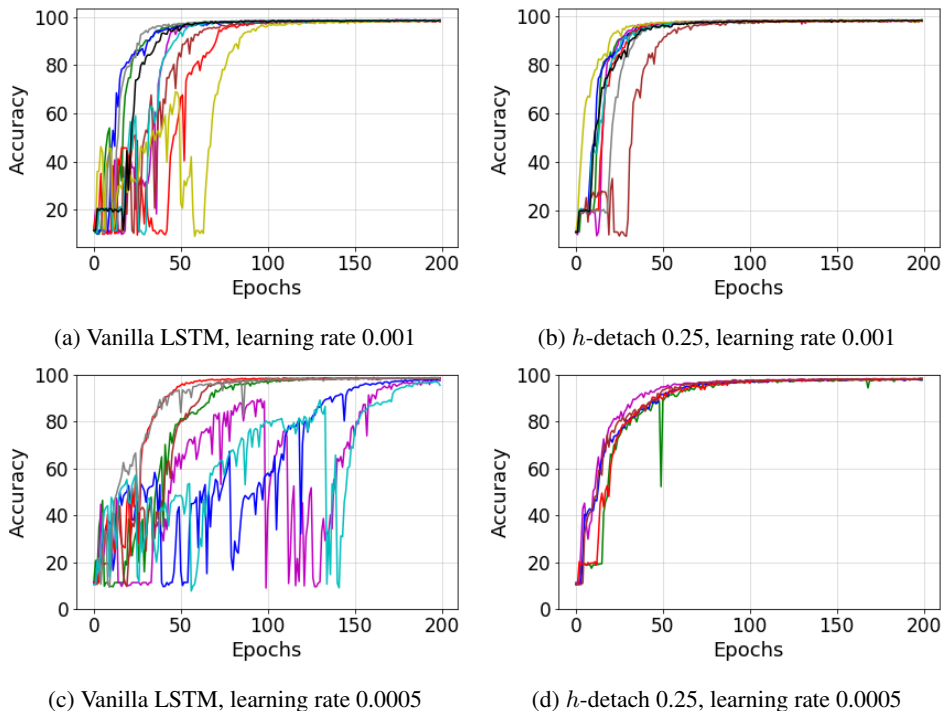 100
80
60
40
20
Accuracy
0 50 100 150 200
Epochs
(a) Vanilla LSTM, learning rate 0.001
100
80
60
40
20
Accuracy
0 50 100 150 200
Epochs
(b) h-detach 0.25, learning rate 0.001
100
80
60
40
20
0
Accuracy
0 50 100 150 200
Epochs
(c) Vanilla LSTM, learning rate 0.0005
100
80
60
40
20
0
Accuracy
0 50 100 150 200
Epochs
(d) h-detach 0.25, learning rate 0.0005